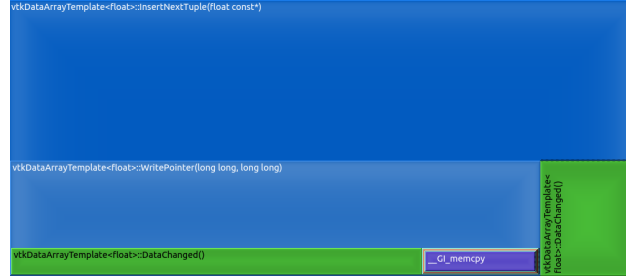 vtkDataArrayTemplate<float>::InsertNextTuple(float const*)
vtkDataArrayTemplate<float>::WritePointer(long long, long long)
vtkDataArrayTemplate<
float>::DataChanged()
vtkDataArrayTemplate<float>::DataChanged()
__GI_memcpy